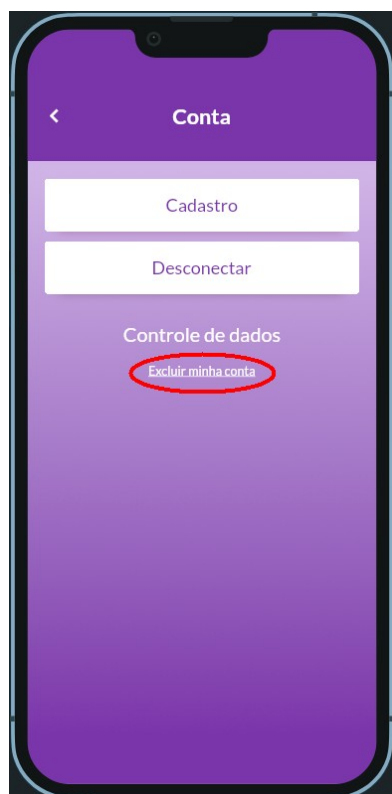 Conta
Cadastro
Desconectar
Controle de dados
Excluir minha conta